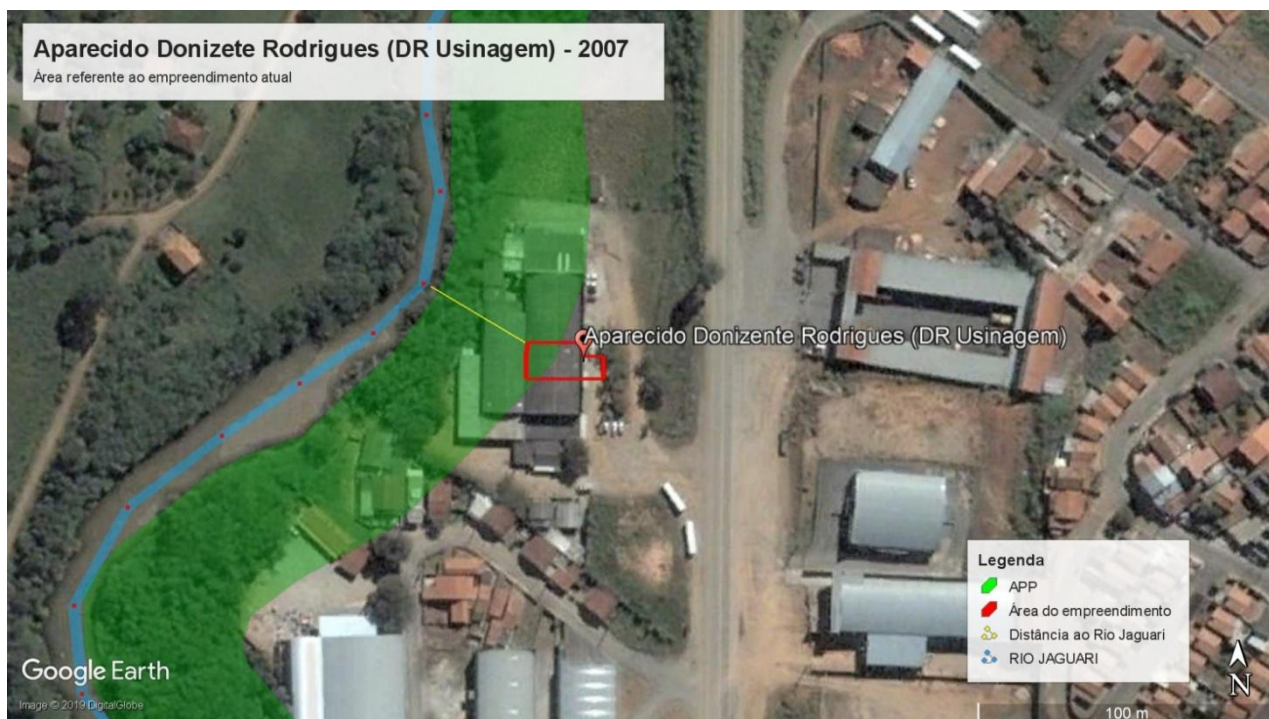 Aparecido Donizete Rodrigues (DR Usinagem) - 2007
Área referente ao empreendimento atual
Aparecido Donizente Rodrigues (DR Usinagem)
Legenda
APP
Área do empreendimento
Distância ao Rio Jaguari
RIO JAGUARI
Google Earth
Image © 2019 DigitalGlobe
N
100 m